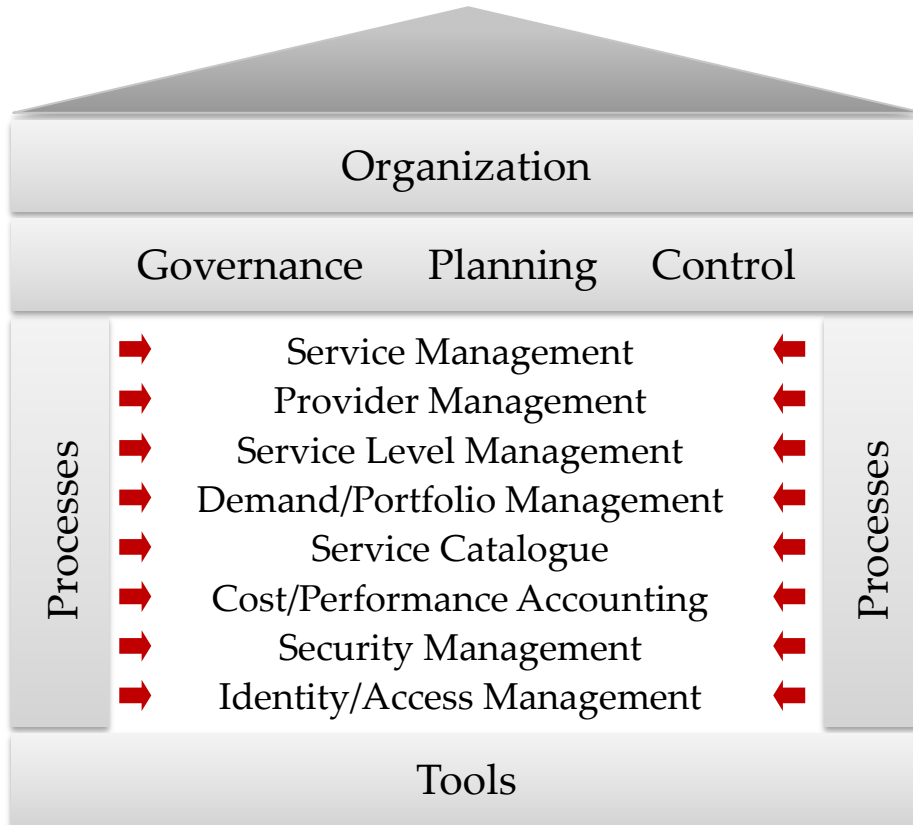 Organization
Governance Planning Control
Processes
Service Management
Provider Management
Service Level Management
Demand/Portfolio Management
Service Catalogue
Cost/Performance Accounting
Security Management
Identity/Access Management
Processes
Tools